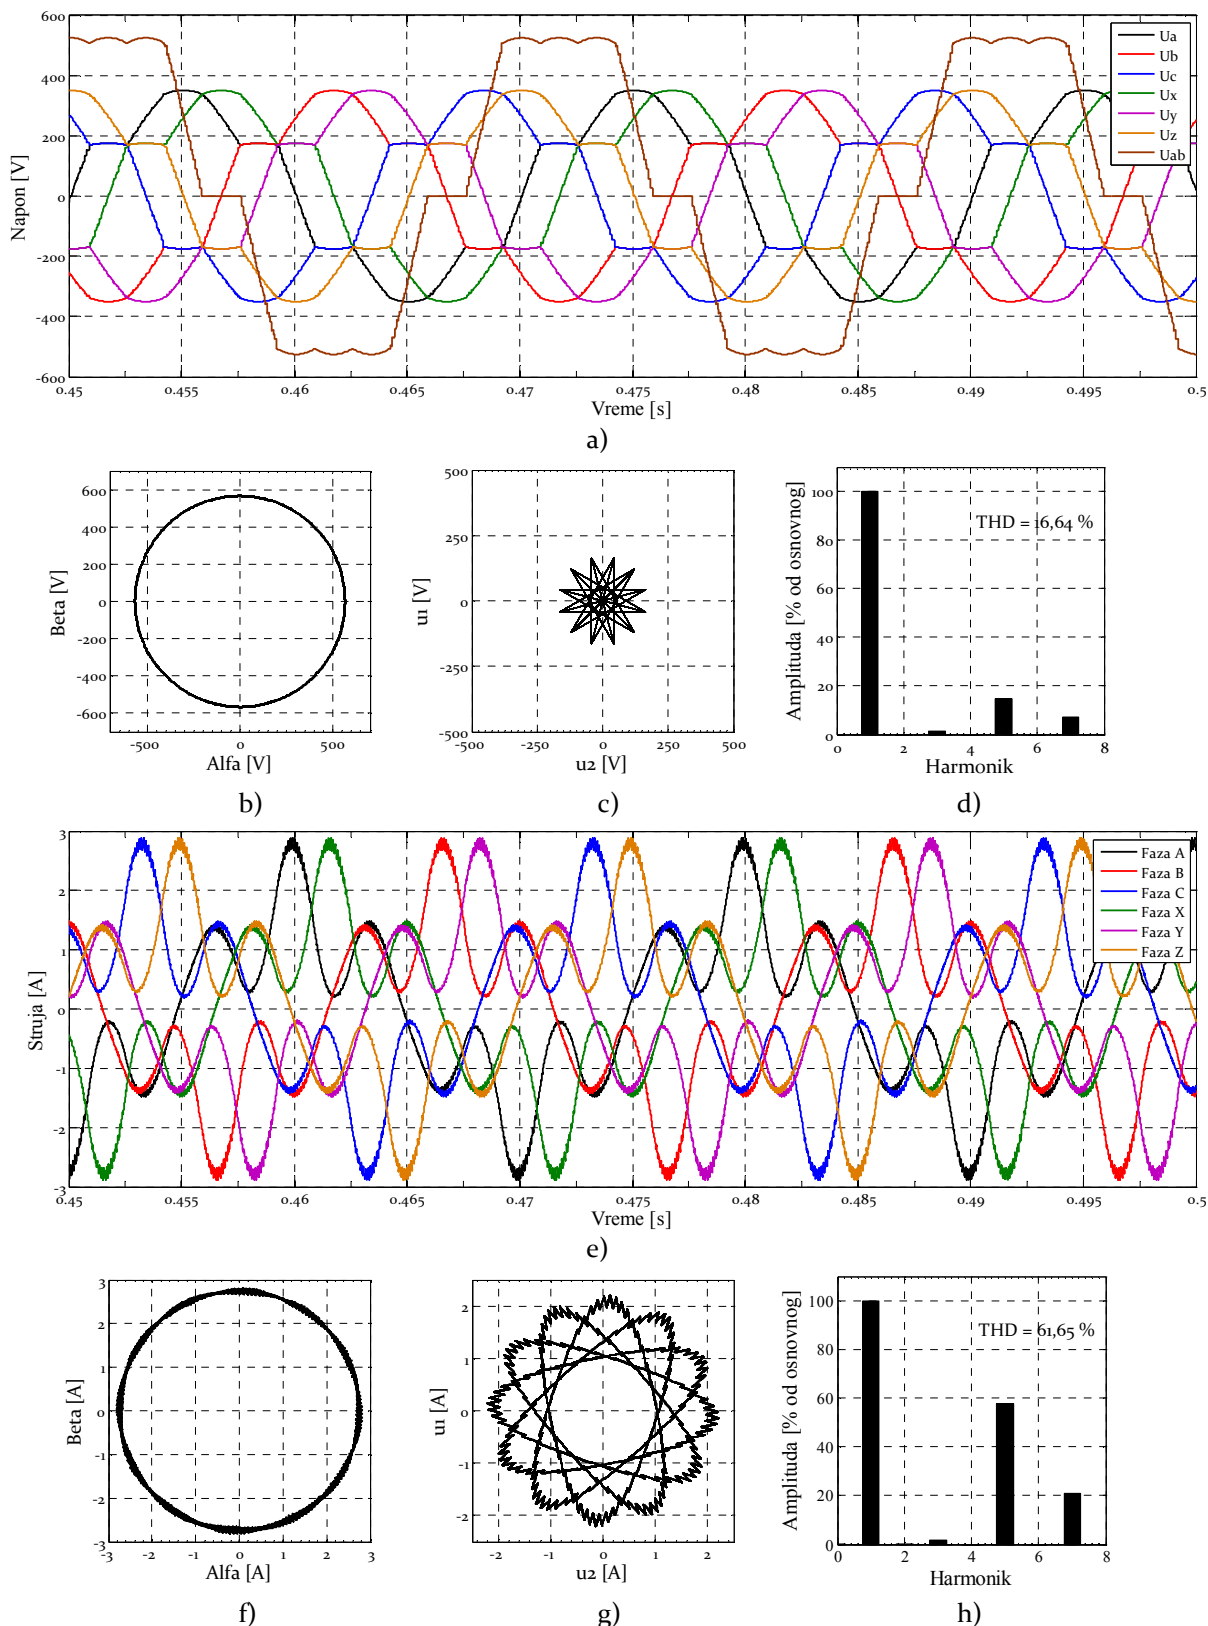 600
400
200
0
-200
-400
-600
Napon [V]
Ua
Ub
Uc
Ux
Uy
Uz
Uab
0.45 0.455 0.46 0.465 0.47 0.475 0.48 0.485 0.49 0.495 0.5
Vreme [s]
a)
600
400
200
0
-200
-400
-600
Beta [V]
-500 0 500
Alfa [V]
b)
500
250
0
-250
-500
u1 [V]
-500 -250 0 250 500
u2 [V]
c)
100
80
60
40
20
0
Amplituda [% od osnovnog]
THD = 16,64 %
0 2 4 6 8
Harmonik
d)
3
2
1
0
-1
-2
-3
Struja [A]
Faza A
Faza B
Faza C
Faza X
Faza Y
Faza Z
0.45 0.455 0.46 0.465 0.47 0.475 0.48 0.485 0.49 0.495 0.5
Vreme [s]
e)
3
2
1
0
-1
-2
-3
Beta [A]
-3 -2 -1 0 1 2 3
Alfa [A]
f)
2
1
0
-1
-2
u1 [A]
-2 -1 0 1 2
u2 [A]
g)
100
80
60
40
20
0
Amplituda [% od osnovnog]
THD = 61,65 %
0 2 4 6 8
Harmonik
h)